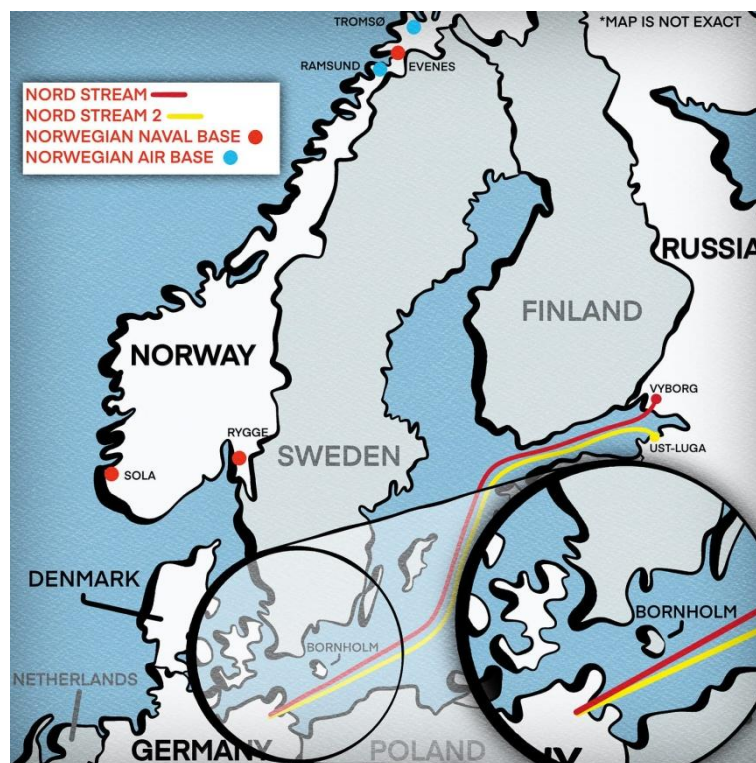 TROMSØ
*MAP IS NOT EXACT
RAMSUND
EVENES
NORD STREAM
NORD STREAM 2
NORWEGIAN NAVAL BASE
NORWEGIAN AIR BASE
RUSSIA
FINLAND
NORWAY
VYBORG
RYGGE
SWEDEN
UST-LUGA
SOLA
DENMARK
BORNHOLM
BORNHOLM
NETHERLANDS
GERMANY
POLAND
NY